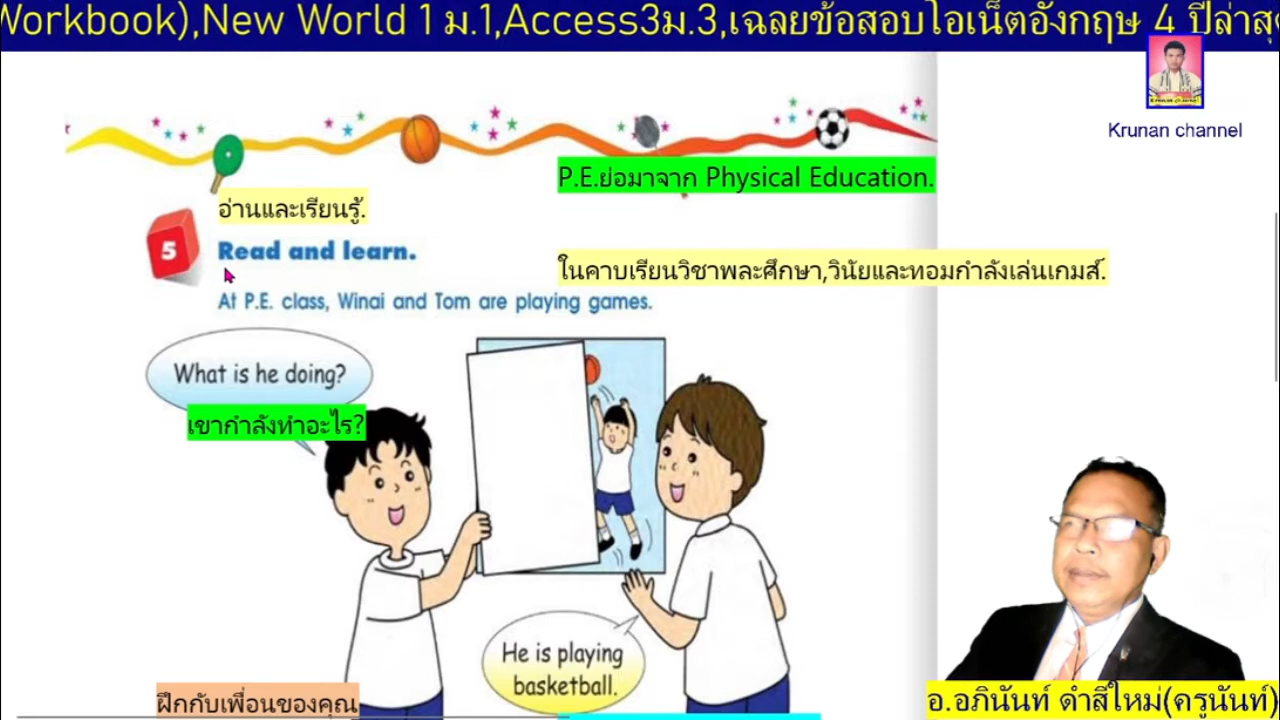 Workbook),New World 1 ม.1,Access3ม.3,เฉลยข้อสอบโอเน็ตอังกฤษ 4 ปีล่าสุด
Krunan channel
P.E.ย่อมาจาก Physical Education.
อ่านและเรียนรู้.
5 Read and learn.
ในคาบเรียนวิชาพละศึกษา,วินัยและทอมกำลังเล่นเกมส์.
At P.E. class, Winai and Tom are playing games.
What is he doing?
เขากำลังทำอะไร?
He is playing
basketball.
ฝึกกับเพื่อนของคุณ
อ.อภินันท์ ดำสีใหม่(ครูนันท์)